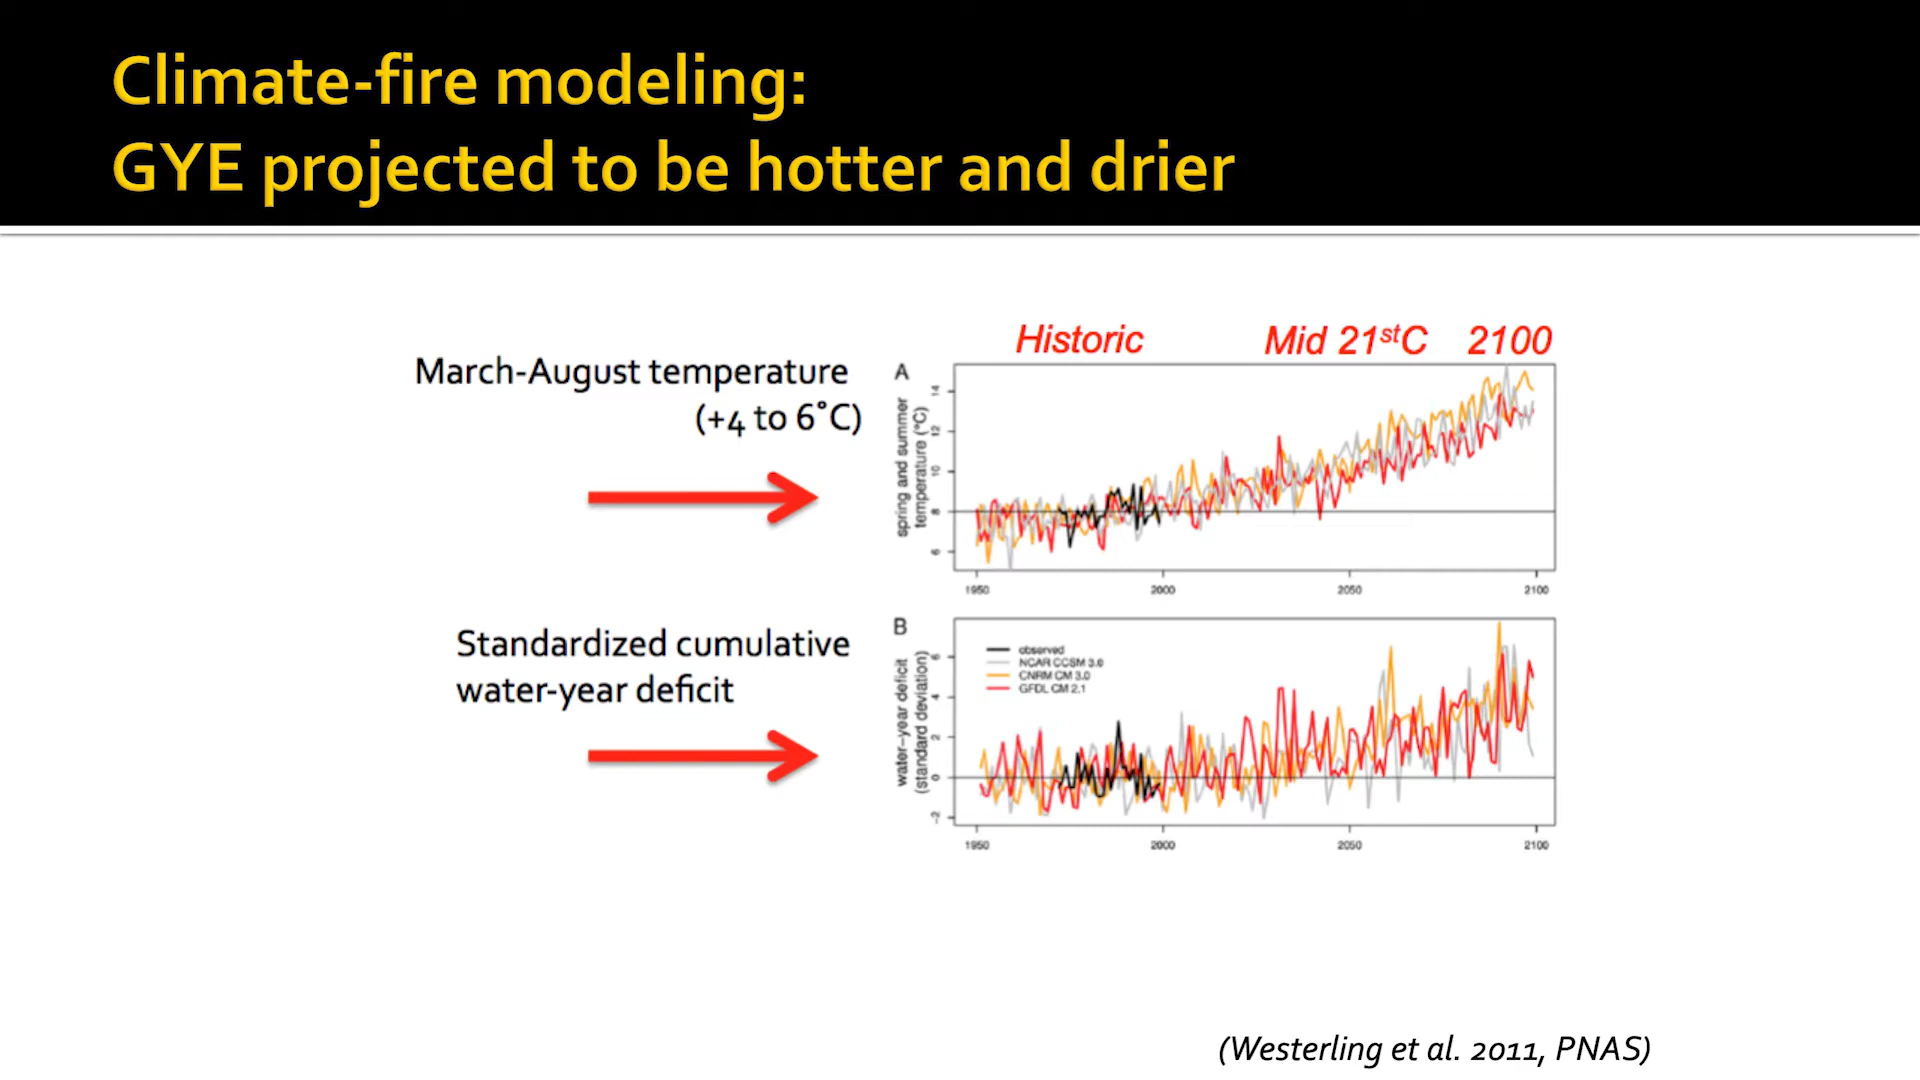 Climate-fire modeling:
GYE projected to be hotter and drier
Historic
Mid 21stC
2100
March-August temperature
(+4 to 6˚C)
A
spring and summer
temperature (°C)
14
12
10
8
6
1950
2000
2050
2100
Standardized cumulative
water-year deficit
B
water-year deficit
(standard deviation)
6
4
2
0
-2
observed
NCAR CCSM 3.0
CNRM CM 3.0
GFDL CM 2.1
1950
2000
2050
2100
(Westerling et al. 2011, PNAS)